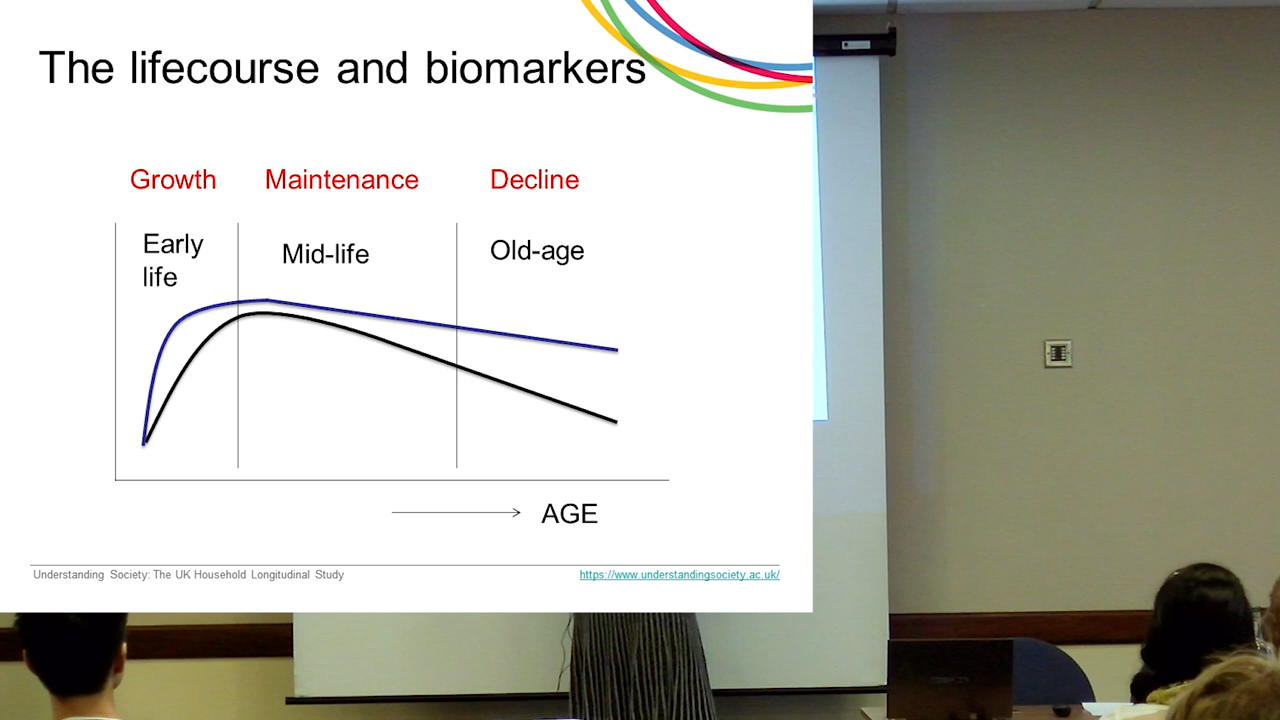 The lifecourse and biomarkers
Growth
Maintenance
Decline
Early
life
Mid-life
Old-age
AGE
Understanding Society: The UK Household Longitudinal Study
https://www.understandingsociety.ac.uk/